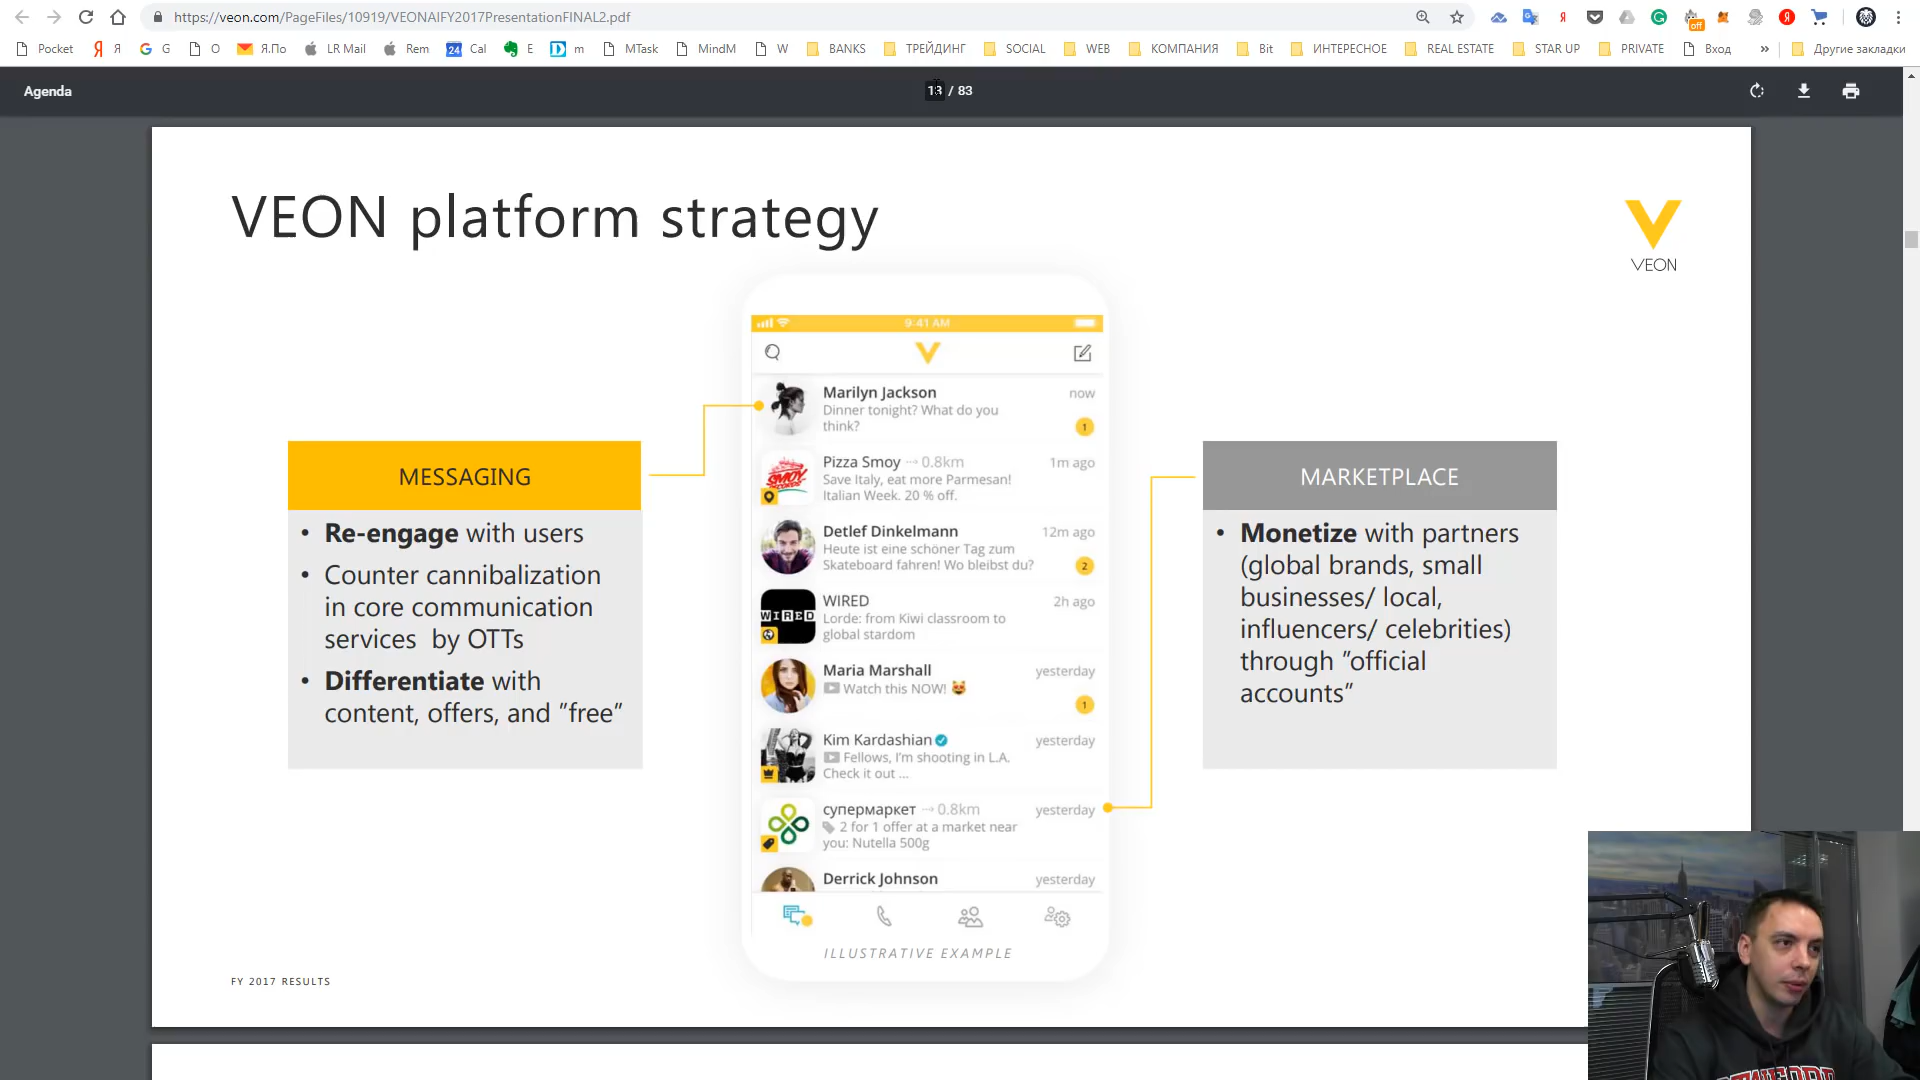 https://veon.com/PageFiles/10919/VEONAIFY2017PresentationFINAL2.pdf
Pocket Я G O Я.По LR Mail Rem Cal E m MTask MindM W BANKS ТРЕЙДИНГ SOCIAL WEB КОМПАНИЯ Bit ИНТЕРЕСНОЕ REAL ESTATE STAR UP PRIVATE Вход » Другие закладки
Agenda
/ 83
VEON platform strategy
VEON
9:41 AM
Marilyn Jackson now
Dinner tonight? What do you
think?
1
Pizza Smoy 0.8km 1m ago
Save Italy, eat more Parmesan!
Italian Week. 20 % off.
Detlef Dinkelmann 12m ago
Heute ist eine schöner Tag zum
Skateboard fahren! Wo bleibst du?
2
WIRED
WIRED 2h ago
Lorde: from Kiwi classroom to
global stardom
Maria Marshall yesterday
Watch this NOW!
1
Kim Kardashian yesterday
Fellows, I'm shooting in L.A.
Check it out ...
супермаркет 0.8km yesterday
2 for 1 offer at a market near
you: Nutella 500g
Derrick Johnson yesterday
ILLUSTRATIVE EXAMPLE
MESSAGING
• Re-engage with users
• Counter cannibalization
in core communication
services by OTTs
• Differentiate with
content, offers, and ”free”
MARKETPLACE
• Monetize with partners
(global brands, small
businesses/ local,
influencers/ celebrities)
through ”official
accounts”
FY 2017 RESULTS